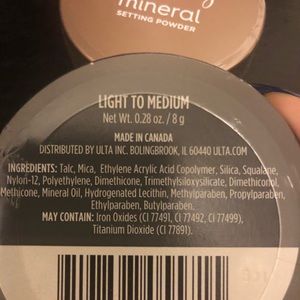 mineral
SETTING POWDER
LIGHT TO MEDIUM
Net Wt. 0.28 oz. / 8 g
MADE IN CANADA
DISTRIBUTED BY ULTA INC. BOLINGBROOK, IL 60440 ULTA.COM
INGREDIENTS: Talc, Mica, Ethylene Acrylic Acid Copolymer, Silica, Squalane,
Nylon-12, Polyethylene, Dimethicone, Trimethylsiloxysilicate, Dimethiconol,
Methicone, Mineral Oil, Hydrogenated Lecithin, Methylparaben, Propylparaben,
Ethylparaben, Butylparaben.
MAY CONTAIN: Iron Oxides (CI 77491, CI 77492, CI 77499),
Titanium Dioxide (CI 77891).